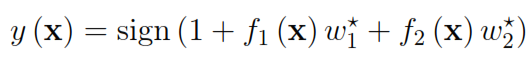 y (x) = sign (1 + f₁ (x) w₁⋆ + f₂ (x) w₂⋆)